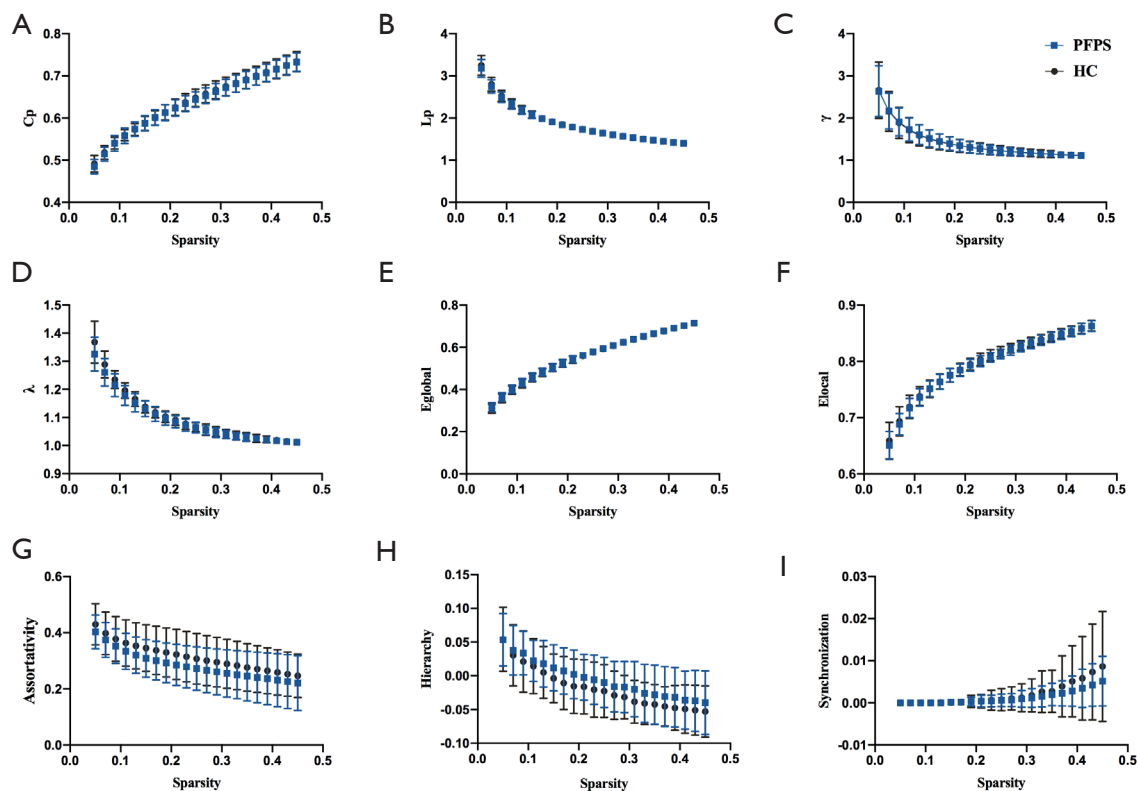 A
Cp
0.8
0.7
0.6
0.5
0.4
0.0 0.1 0.2 0.3 0.4 0.5
Sparsity
B
Lp
4
3
2
1
0
0.0 0.1 0.2 0.3 0.4 0.5
Sparsity
C
γ
4
3
2
1
0
0.0 0.1 0.2 0.3 0.4 0.5
Sparsity
PFPS
HC
D
λ
1.5
1.4
1.3
1.2
1.1
1.0
0.9
0.0 0.1 0.2 0.3 0.4 0.5
Sparsity
E
Eglobal
0.8
0.6
0.4
0.2
0.0
0.0 0.1 0.2 0.3 0.4 0.5
Sparsity
F
Elocal
0.9
0.8
0.7
0.6
0.0 0.1 0.2 0.3 0.4 0.5
Sparsity
G
Assortativity
0.6
0.4
0.2
0.0
0.0 0.1 0.2 0.3 0.4 0.5
Sparsity
H
Hierarchy
0.15
0.10
0.05
0.00
-0.05
-0.10
0.0 0.1 0.2 0.3 0.4 0.5
Sparsity
I
Synchronization
0.03
0.02
0.01
0.00
-0.01
0.0 0.1 0.2 0.3 0.4 0.5
Sparsity